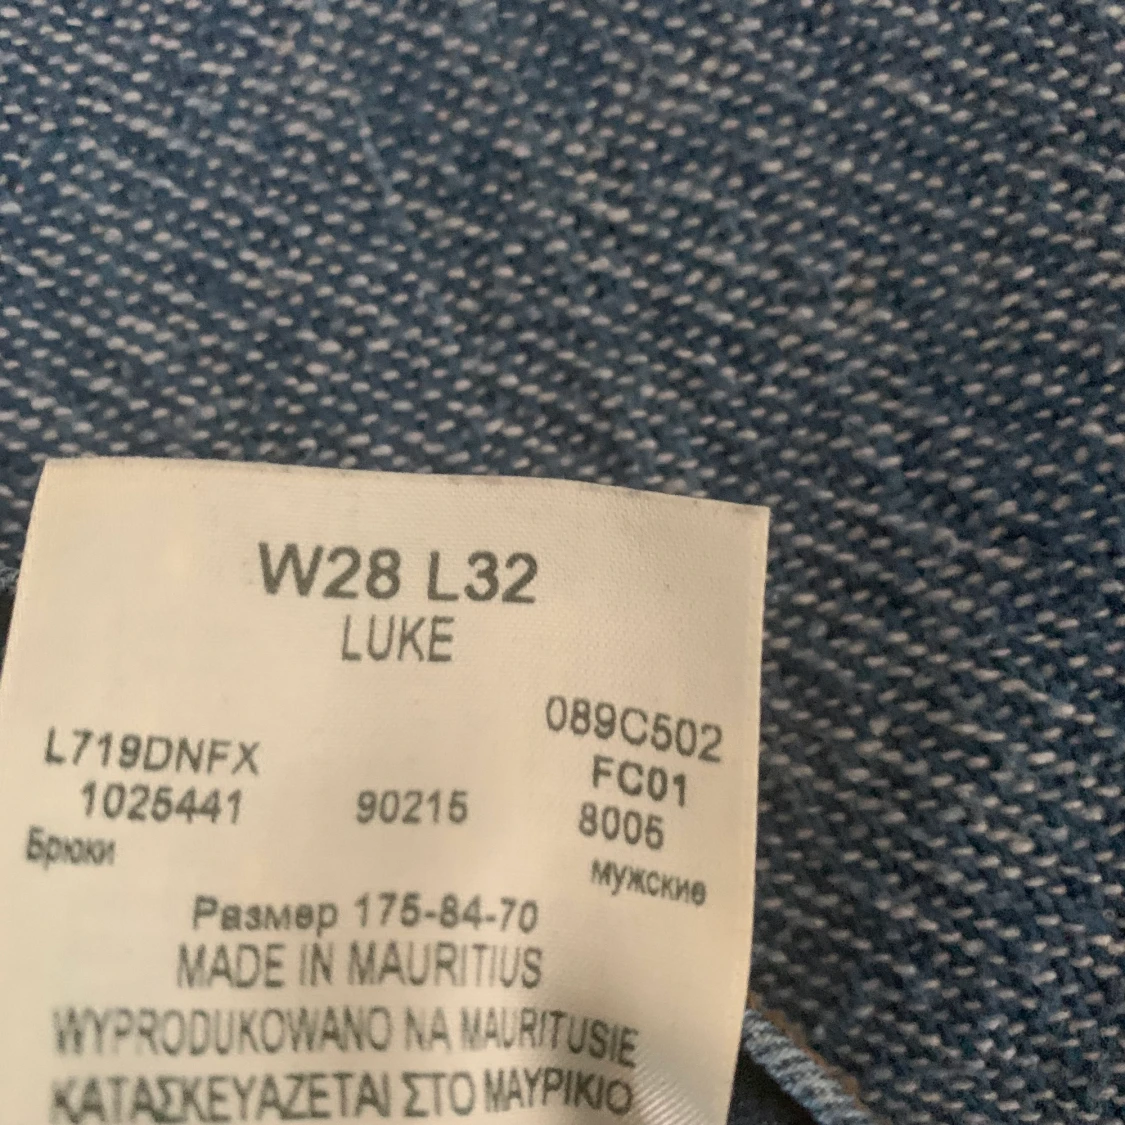 W28 L32
LUKE
089C502
L719DNFX
FC01
1025441 90215 8005
Брюки
мужские
Размер 175-84-70
MADE IN MAURITIUS
WYPRODUKOWANO NA MAURITUSIE
ΚΑΤΑΣΚΕΥΑΖΕΤΑΙ ΣΤΟ ΜΑΥΡΙΚΙΟ